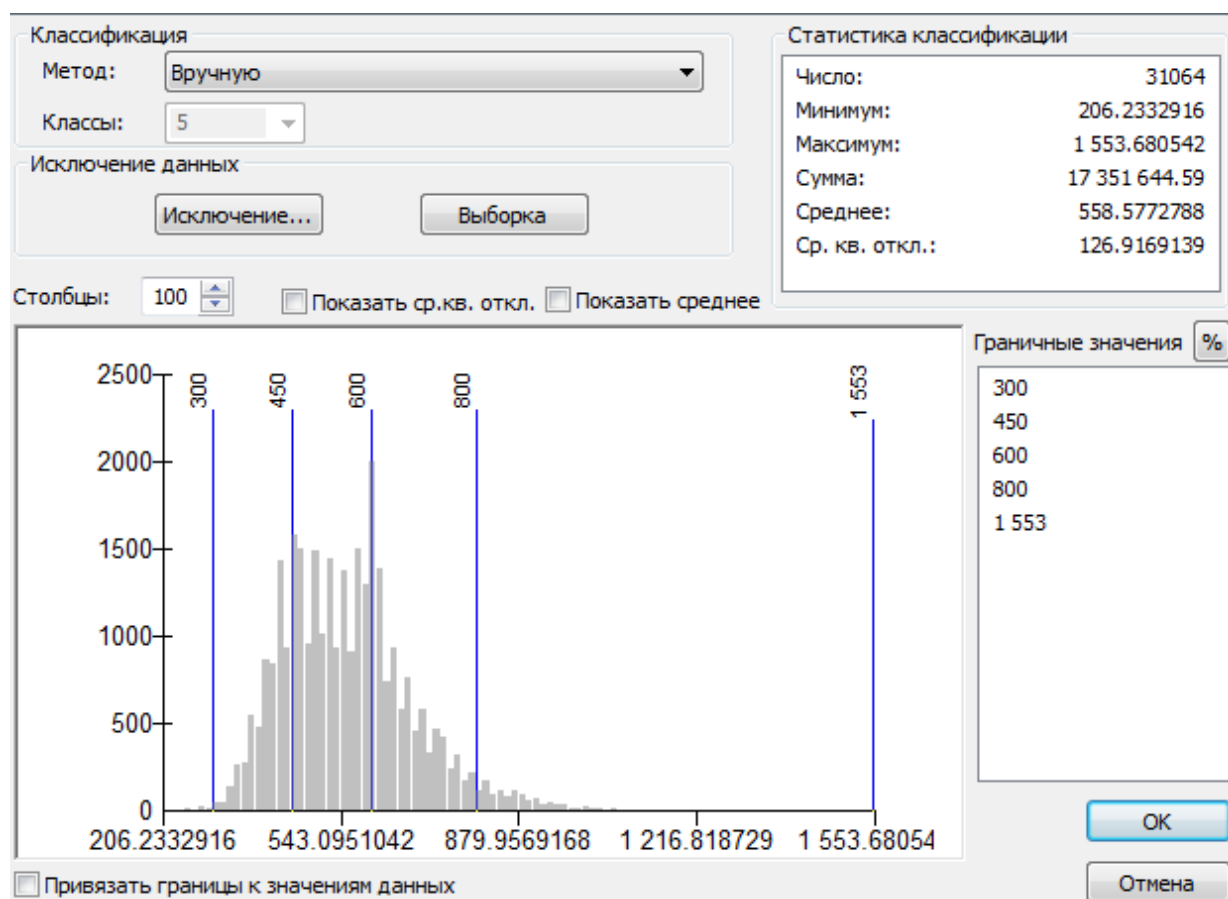 Классификация
Метод: Вручную
Классы: 5
Исключение данных
Исключение... Выборка
Статистика классификации
Число: 31064
Минимум: 206.2332916
Максимум: 1 553.680542
Сумма: 17 351 644.59
Среднее: 558.5772788
Ср. кв. откл.: 126.9169139
Столбцы: 100 Показать ср.кв. откл. Показать среднее
2500
2000
1500
1000
500
0
300
450
600
800
1 553
206.2332916 543.0951042 879.9569168 1 216.818729 1 553.68054
Граничные значения %
300
450
600
800
1 553
OK
Привязать границы к значениям данных
Отмена